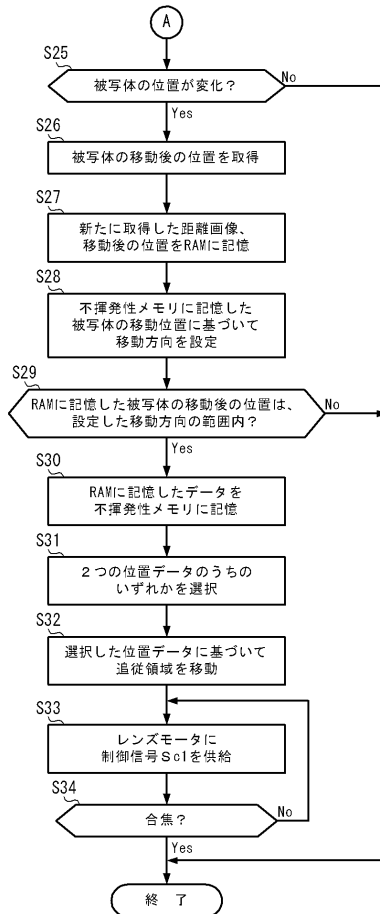 A
S25
被写体の位置が変化?
No
Yes
S26
被写体の移動後の位置を取得
S27
新たに取得した距離画像、
移動後の位置をRAMに記憶
S28
不揮発性メモリに記憶した
被写体の移動位置に基づいて
移動方向を設定
S29
RAMに記憶した被写体の移動後の位置は、
設定した移動方向の範囲内?
No
Yes
S30
RAMに記憶したデータを
不揮発性メモリに記憶
S31
2つの位置データのうちの
いずれかを選択
S32
選択した位置データに基づいて
追従領域を移動
S33
レンズモータに
制御信号Sc1を供給
S34
合焦?
No
Yes
終 了